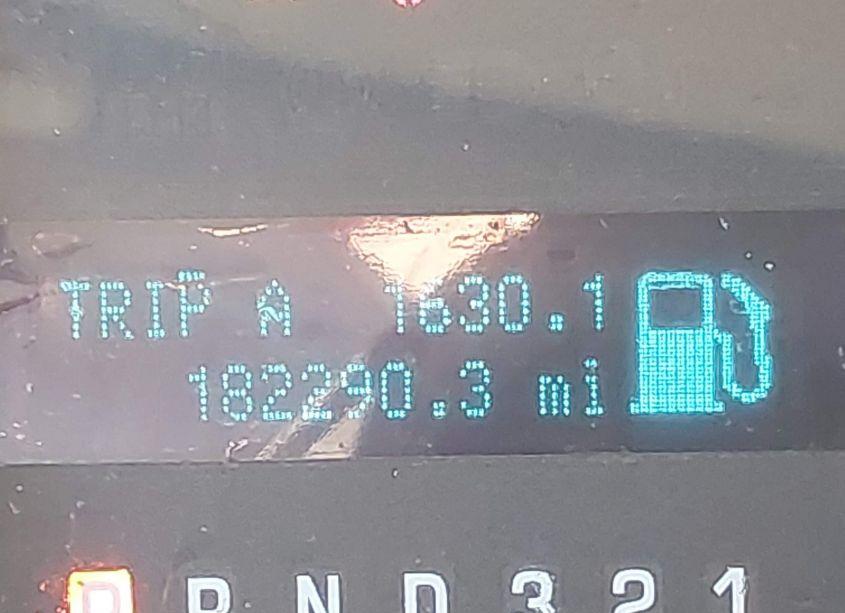 TRIP A 1630.1
182290.3 mi
P R N D 3 2 1